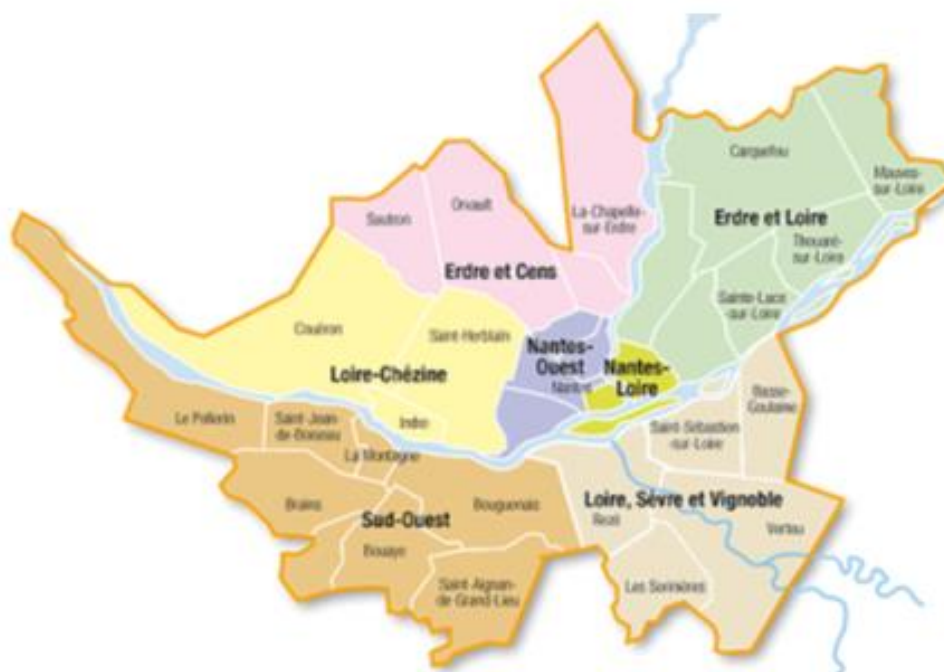 Carquefou
Mauves-
sur-Loire
Sautron
Orvault
La-Chapelle-
sur-Erdre
Erdre et Loire
Thouaré-
sur-Loire
Erdre et Cens
Sainte-Luce
-sur-Loire
Couëron
Saint-Herblain
Nantes-
Ouest
Nantes
Nantes-
Loire
Loire-Chézine
Basse-
Goulaine
Le Pellerin
Saint-Jean-
de-Boiseau
Indre
Saint-Sébastien
-sur-Loire
La Montagne
Brains
Sud-Ouest
Bouguenais
Loire, Sèvre et Vignoble
Rezé
Vertou
Bouaye
Saint-Aignan-
de-Grand-Lieu
Les Sorinières